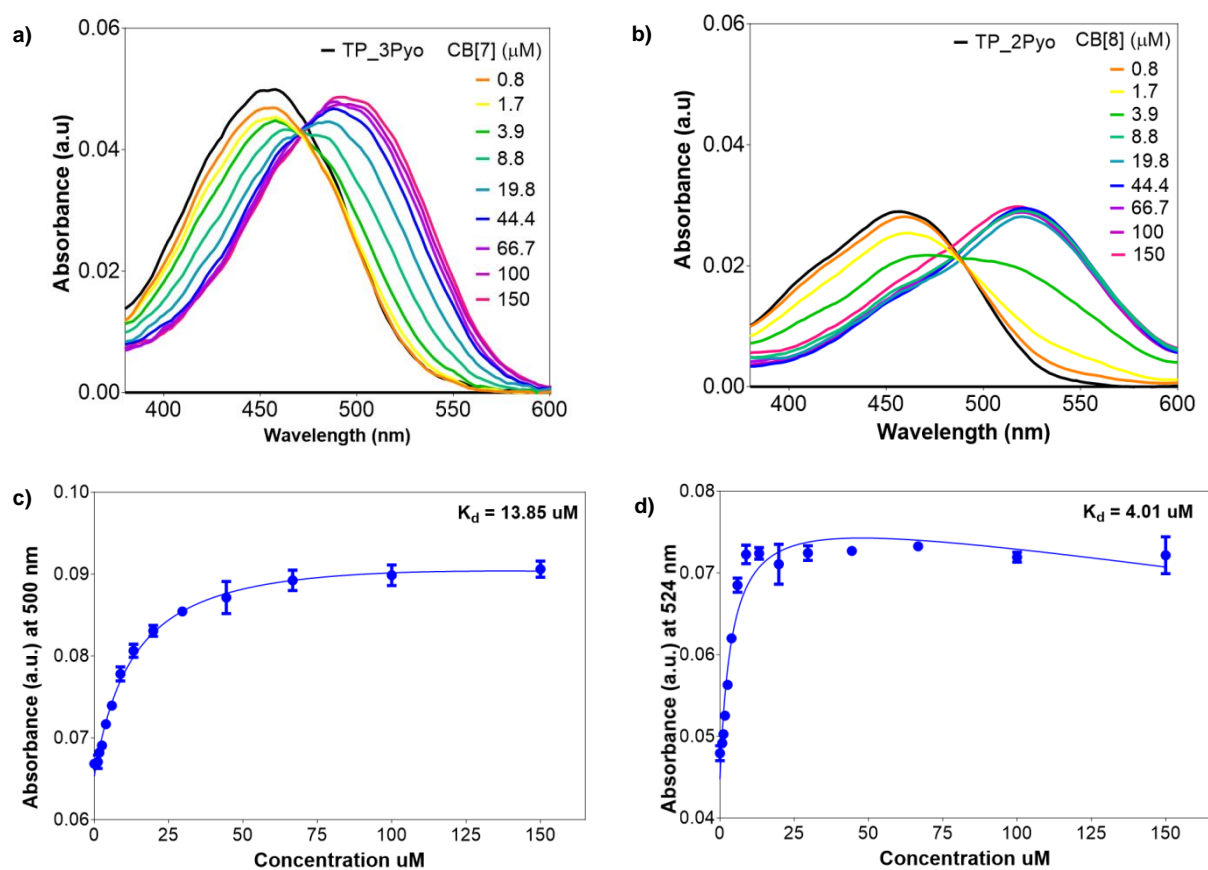 a)
TP_3Pyo CB[7] (μM)
0.8
1.7
3.9
8.8
19.8
44.4
66.7
100
150
Absorbance (a.u)
0.06
0.04
0.02
0.00
400 450 500 550 600
Wavelength (nm)
b)
TP_2Pyo CB[8] (μM)
0.8
1.7
3.9
8.8
19.8
44.4
66.7
100
150
Absorbance (a.u)
0.06
0.04
0.02
0.00
400 450 500 550 600
Wavelength (nm)
c)
Kd = 13.85 uM
Absorbance (a.u.) at 500 nm
0.10
0.09
0.08
0.07
0.06
0 25 50 75 100 125 150
Concentration uM
d)
Kd = 4.01 uM
Absorbance (a.u.) at 524 nm
0.08
0.07
0.06
0.05
0.04
0 25 50 75 100 125 150
Concentration uM